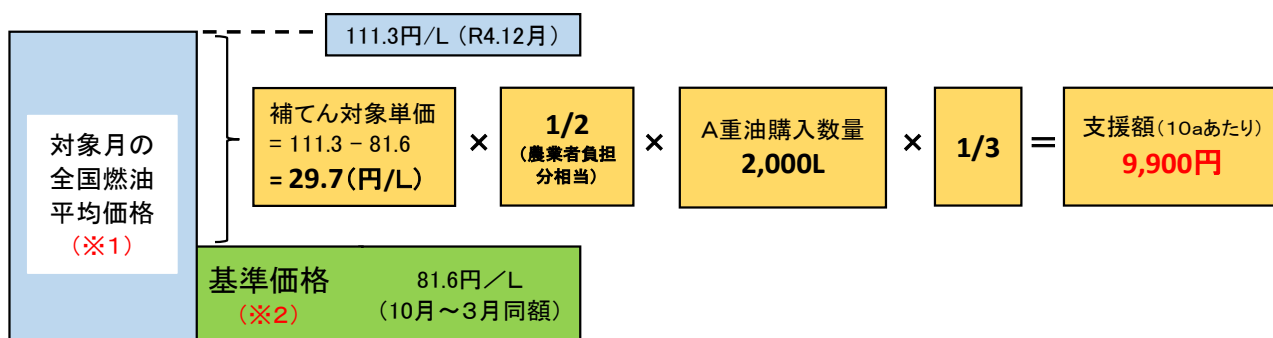 111.3円/L（R4.12月）
対象月の
全国燃油
平均価格
（※１）
補てん対象単価
= 111.3 − 81.6
= 29.7（円/L）
×
1/2
（農業者負担
分相当）
×
A重油購入数量
2,000L
×
1/3
＝
支援額（10aあたり）
9,900円
基準価格
（※２）
81.6円／L
（10月～３月同額）